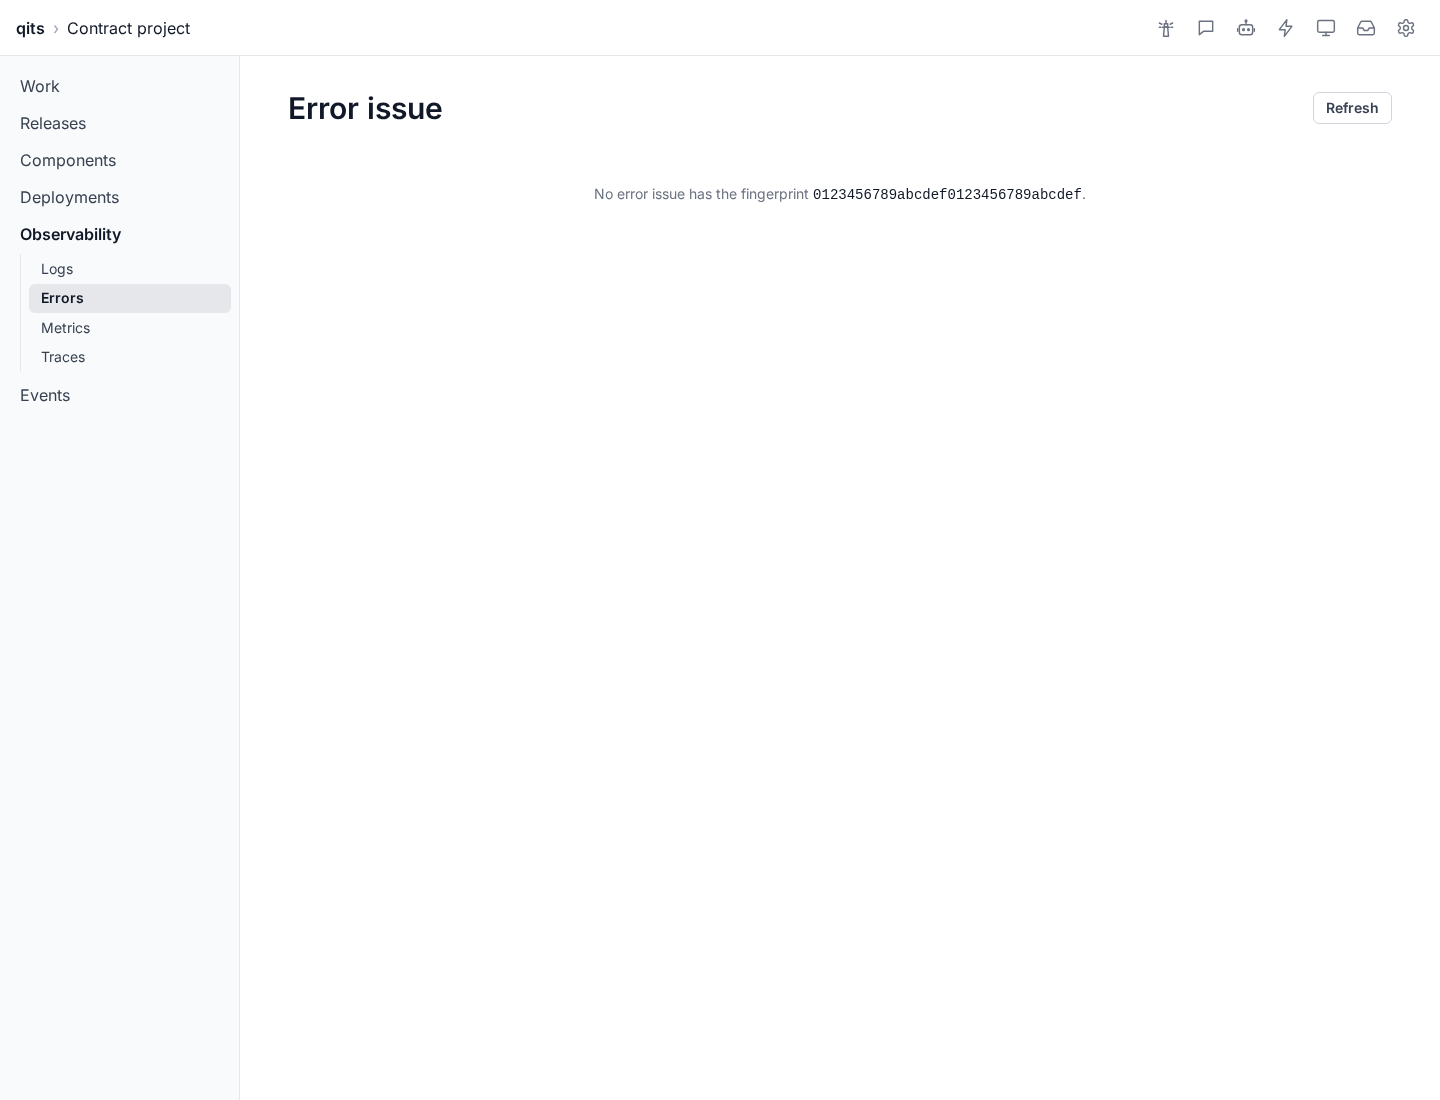 qits › Contract project
Work
Releases
Components
Deployments
Observability
Logs
Errors
Metrics
Traces
Events
Error issue
Refresh
No error issue has the fingerprint 0123456789abcdef0123456789abcdef.